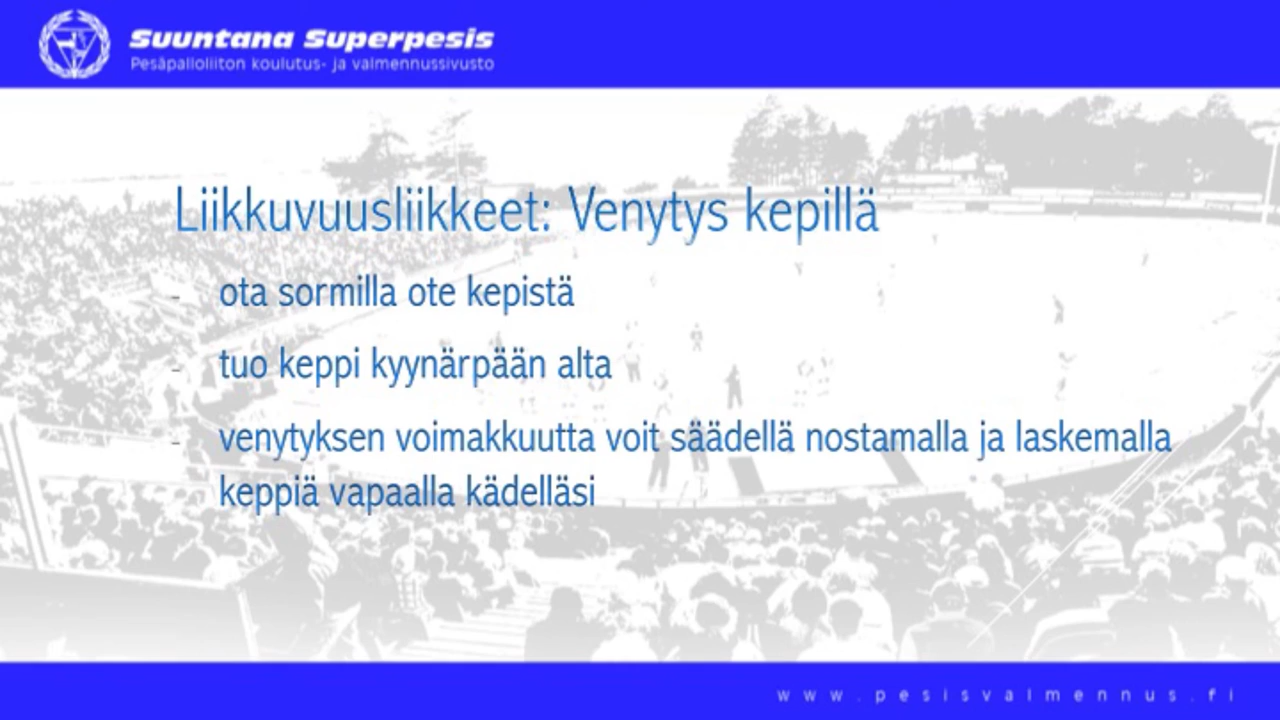 Suuntana Superpesis
Pesäpalloliiton koulutus- ja valmennussivusto
Liikkuvuusliikkeet: Venytys kepillä
- ota sormilla ote kepistä
- tuo keppi kyynärpään alta
- venytyksen voimakkuutta voit säädellä nostamalla ja laskemalla
keppiä vapaalla kädelläsi
www.pesisvalmennus.fi